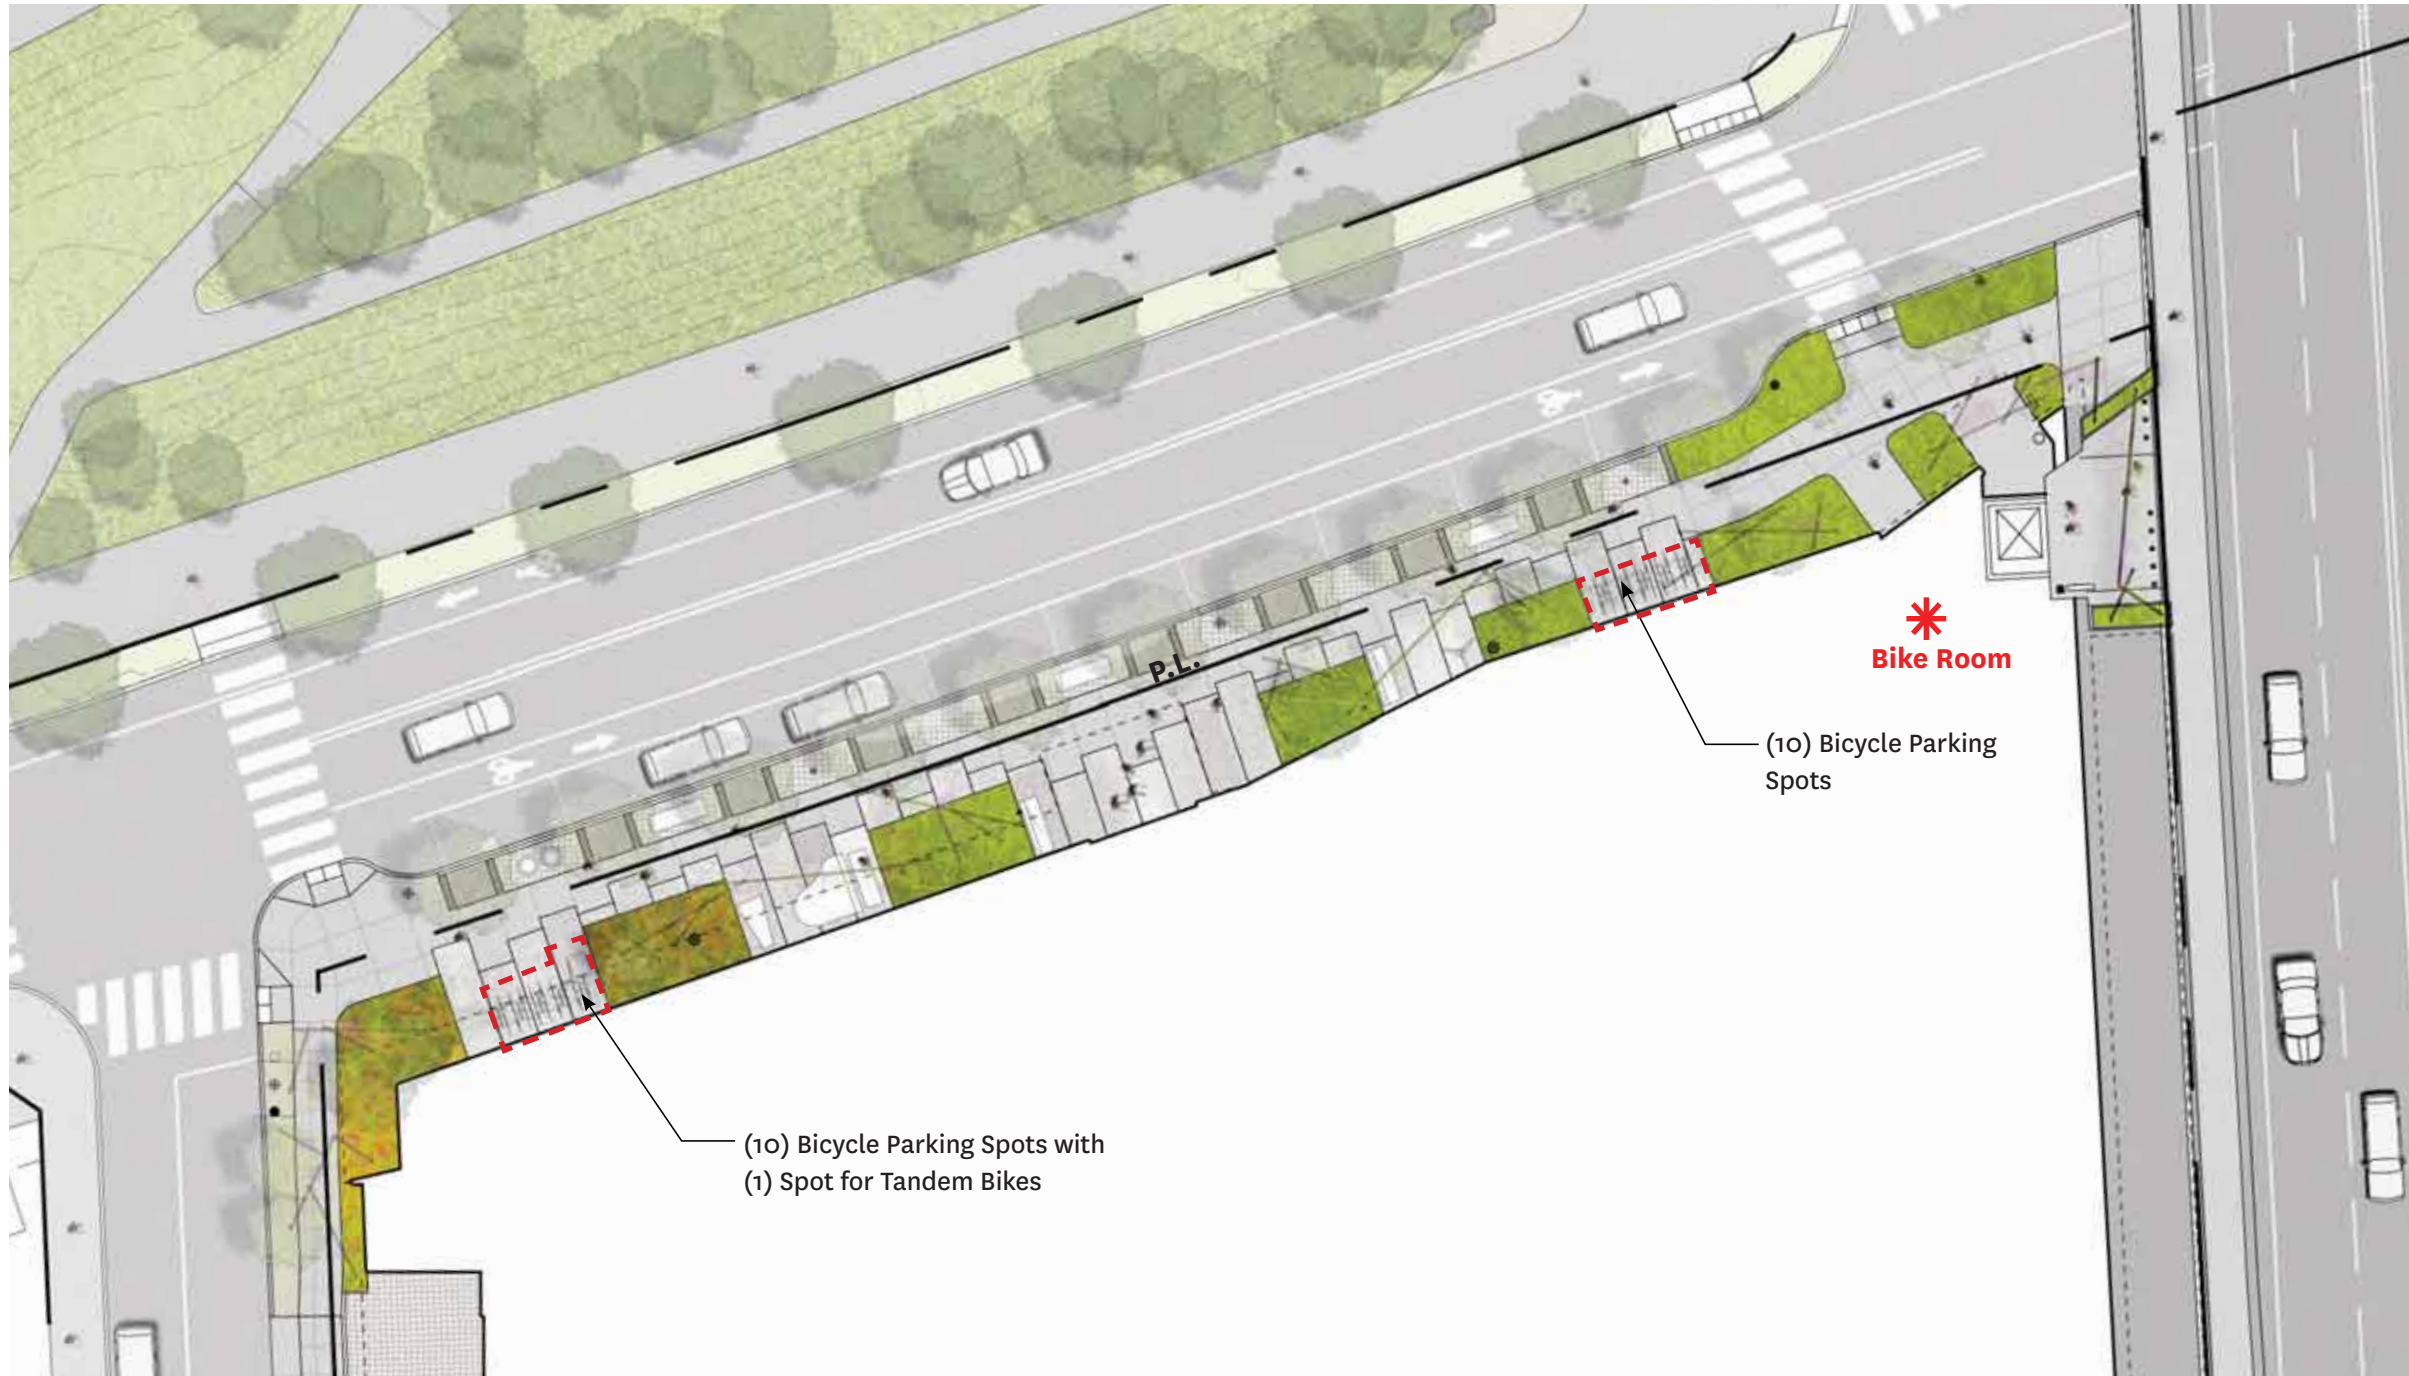 P.L.
Bike Room
(10) Bicycle Parking
Spots
(10) Bicycle Parking Spots with
(1) Spot for Tandem Bikes